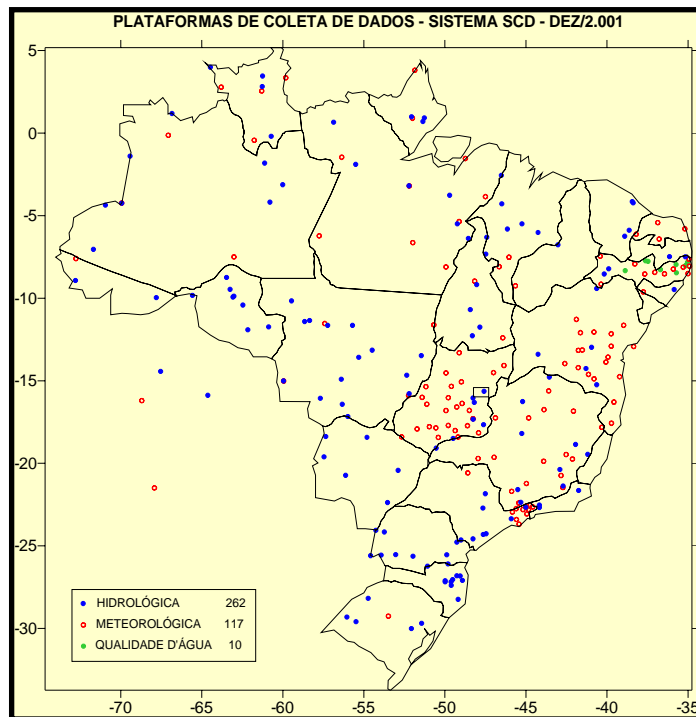 PLATAFORMAS DE COLETA DE DADOS - SISTEMA SCD - DEZ/2.001
5
0
-5
-10
-15
-20
-25
-30
HIDROLÓGICA 262
METEOROLÓGICA 117
QUALIDADE D'ÁGUA 10
-70 -65 -60 -55 -50 -45 -40 -35